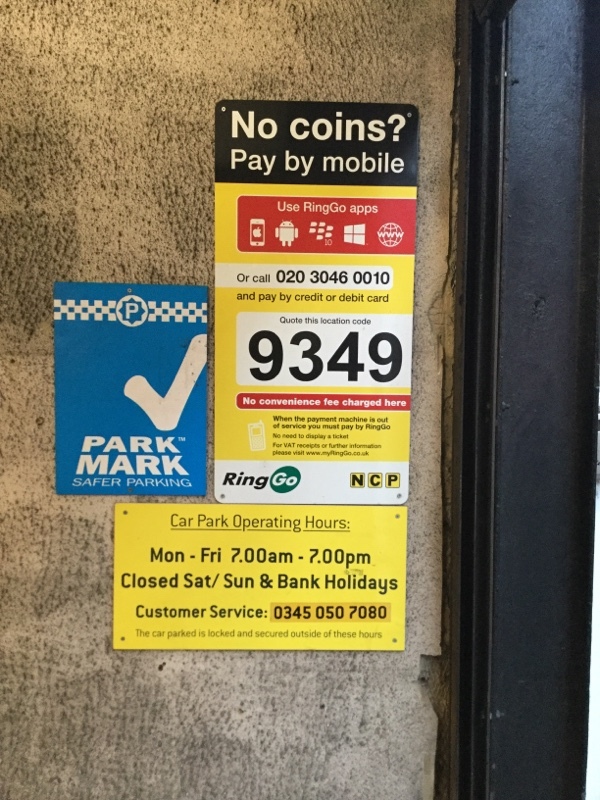 No coins?
Pay by mobile
Use RingGo apps
10
www
Or call 020 3046 0010
and pay by credit or debit card
Quote this location code
9349
No convenience fee charged here
When the payment machine is out
of service you must pay by RingGo
No need to display a ticket
For VAT receipts or further information
please visit www.myRingGo.co.uk
RingGo
NCP
P
PARK™
MARK
SAFER PARKING
Car Park Operating Hours:
Mon - Fri 7.00am - 7.00pm
Closed Sat/ Sun & Bank Holidays
Customer Service: 0345 050 7080
The car parked is locked and secured outside of these hours